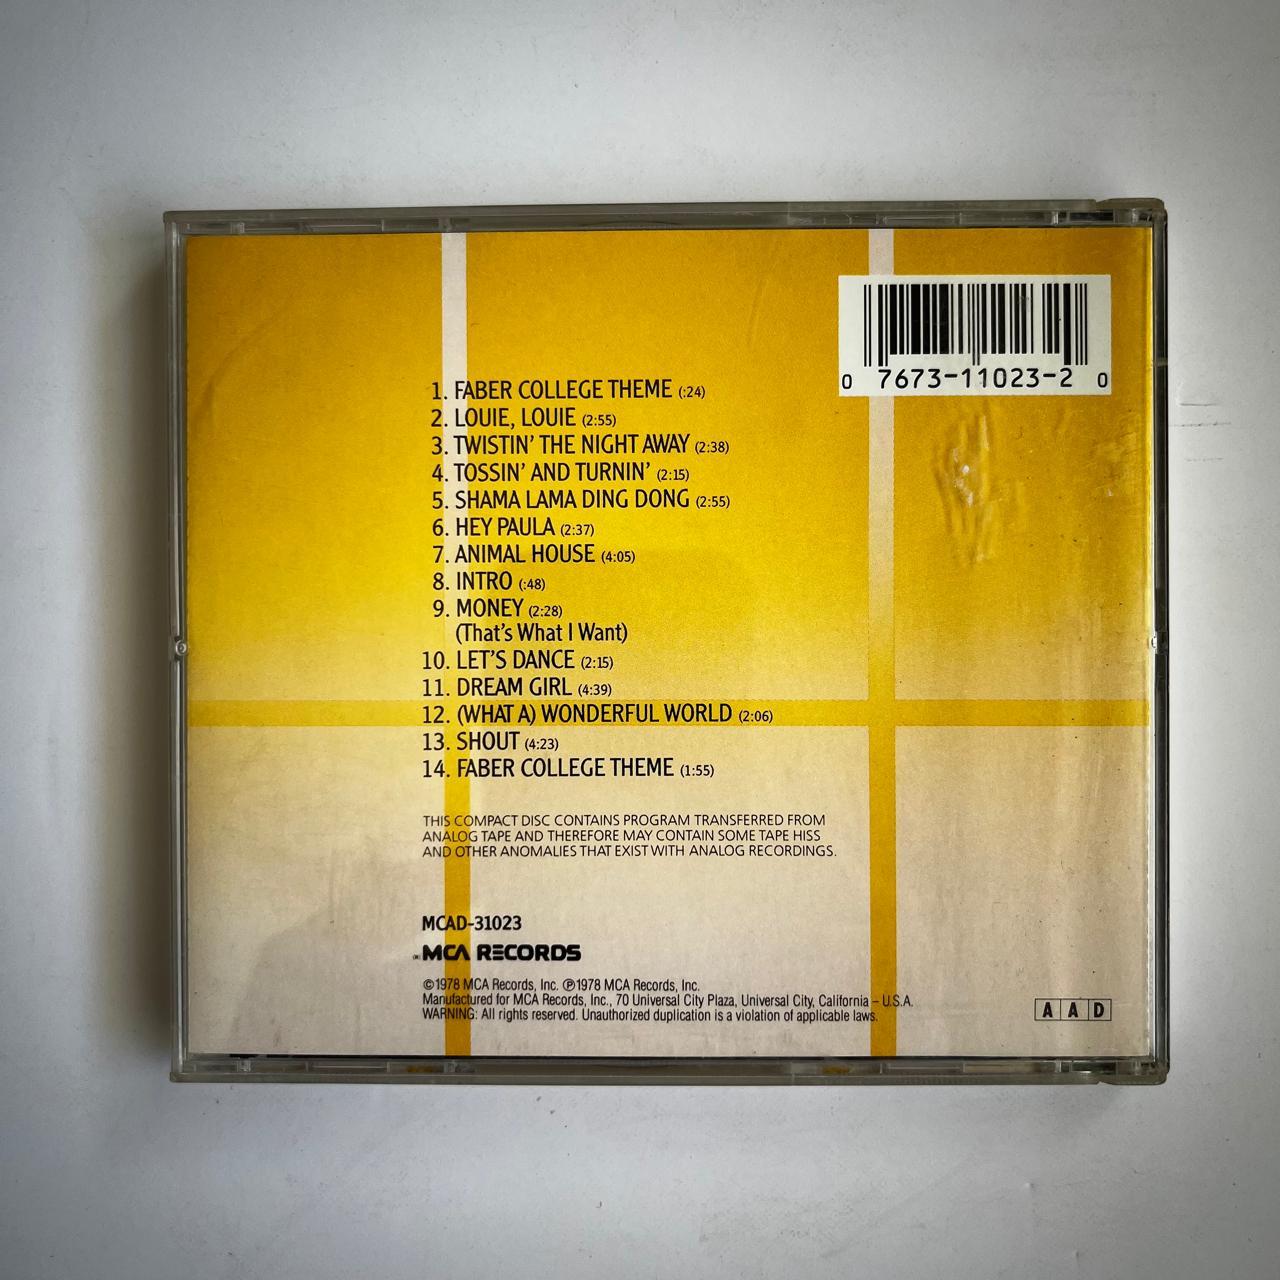 0 7673-11023-2 0
1. FABER COLLEGE THEME (:24)
2. LOUIE, LOUIE (2:55)
3. TWISTIN' THE NIGHT AWAY (2:38)
4. TOSSIN' AND TURNIN' (2:15)
5. SHAMA LAMA DING DONG (2:55)
6. HEY PAULA (2:37)
7. ANIMAL HOUSE (4:05)
8. INTRO (:48)
9. MONEY (2:28)
(That's What I Want)
10. LET'S DANCE (2:15)
11. DREAM GIRL (4:39)
12. (WHAT A) WONDERFUL WORLD (2:06)
13. SHOUT (4:23)
14. FABER COLLEGE THEME (1:55)
THIS COMPACT DISC CONTAINS PROGRAM TRANSFERRED FROM
ANALOG TAPE AND THEREFORE MAY CONTAIN SOME TAPE HISS
AND OTHER ANOMALIES THAT EXIST WITH ANALOG RECORDINGS.
MCAD-31023
MCA RECORDS
©1978 MCA Records, Inc. ℗1978 MCA Records, Inc.
Manufactured for MCA Records, Inc., 70 Universal City Plaza, Universal City, California – U.S.A.
WARNING: All rights reserved. Unauthorized duplication is a violation of applicable laws.
A A D